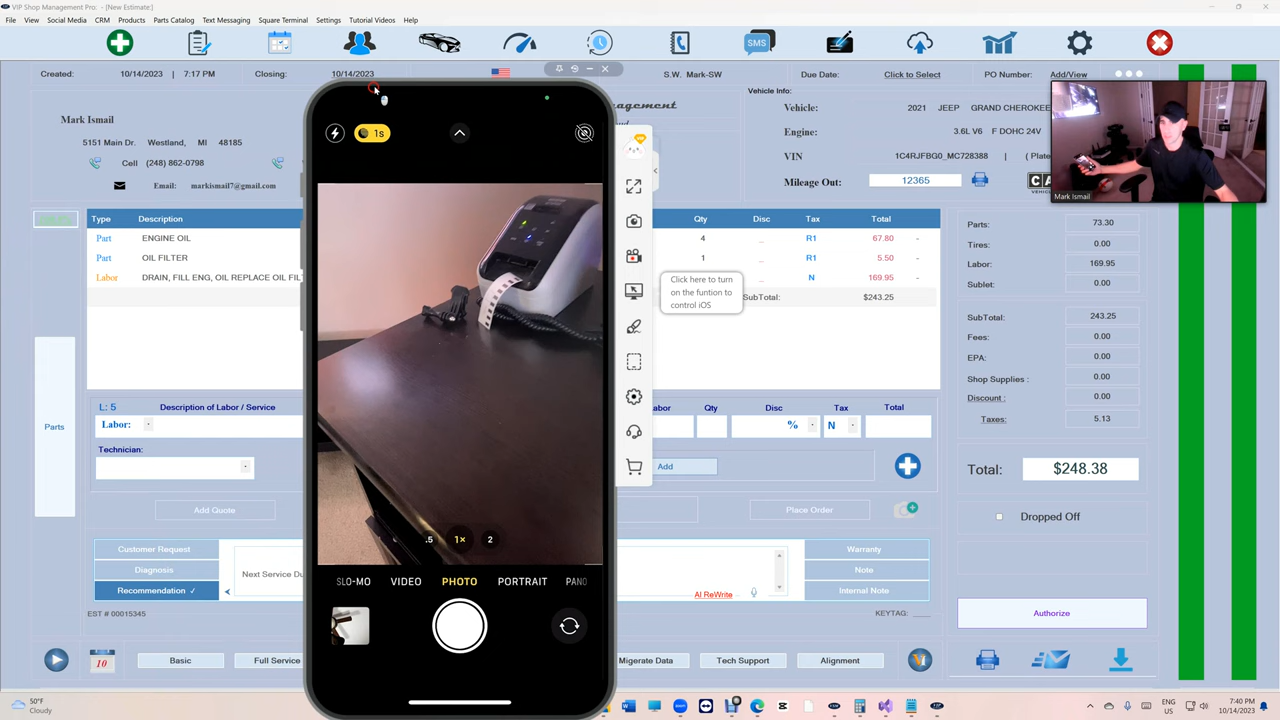 VIP Shop Management Pro. - [New Estimate:]
File View Social Media CRM Products Parts Catalog Text Messaging Square Terminal Settings Tutorial Videos Help
SMS
Created: 10/14/2023 | 7:17 PM Closing: 10/14/2023 S.W. Mark-SW Due Date: Click to Select PO Number: Add/View
Vehicle Info:
Mark Ismail
5151 Main Dr. Westland, MI 48185
Cell (248) 862-0798
Email: markismail7@gmail.com
Vehicle: 2021 JEEP GRAND CHEROKEE
Engine: 3.6L V6 F DOHC 24V
VIN 1C4RJFBG0_MC728388 | ( Plate
Mileage Out: 12365
Mark Ismail
1s
Type Description Qty Disc Tax Total
Part ENGINE OIL 4 _ R1 67.80 -
Part OIL FILTER 1 _ R1 5.50 -
Labor DRAIN, FILL ENG, OIL REPLACE OIL FILT _ N 169.95 -
SubTotal: $243.25
Click here to turn
on the funtion to
control iOS
Parts: 73.30
Tires: 0.00
Labor: 169.95
Sublet: 0.00
SubTotal: 243.25
Fees: 0.00
EPA: 0.00
Shop Supplies : 0.00
Discount : 0.00
Taxes: 5.13
Total: $248.38
Dropped Off
Authorize
Parts
L: 5 Description of Labor / Service Labor Qty Disc Tax Total
Labor: % N
Technician:
Add
Add Quote Place Order
Customer Request
Diagnosis
Recommendation ✓
Next Service Du
AI ReWrite
Warranty
Note
Internal Note
EST # 00015345 KEYTAG: ____
.5 1× 2
SLO-MO VIDEO PHOTO PORTRAIT PANO
10 Basic Full Service Migerate Data Tech Support Alignment
50°F
Cloudy
ENG
US
7:40 PM
10/14/2023